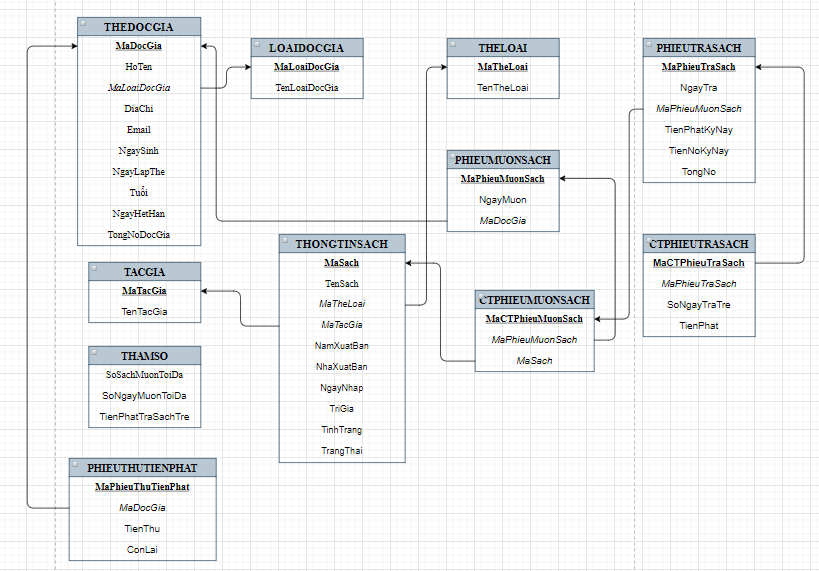 THEDOCGIA
MaDocGia
HoTen
MaLoaiDocGia
DiaChi
Email
NgaySinh
NgayLapThe
Tuổi
NgayHetHan
TongNoDocGia
LOAIDOCGIA
MaLoaiDocGia
TenLoaiDocGia
THELOAI
MaTheLoai
TenTheLoai
PHIEUTRASACH
MaPhieuTraSach
NgayTra
MaPhieuMuonSach
TienPhatKyNay
TienNoKyNay
TongNo
PHIEUMUONSACH
MaPhieuMuonSach
NgayMuon
MaDocGia
THONGTINSACH
MaSach
TenSach
MaTheLoai
MaTacGia
NamXuatBan
NhaXuatBan
NgayNhap
TriGia
TinhTrang
TrangThai
CTPHIEUTRASACH
MaCTPhieuTraSach
MaPhieuTraSach
SoNgayTraTre
TienPhat
TACGIA
MaTacGia
TenTacGia
CTPHIEUMUONSACH
MaCTPhieuMuonSach
MaPhieuMuonSach
MaSach
THAMSO
SoSachMuonToiDa
SoNgayMuonToiDa
TienPhatTraSachTre
PHIEUTHUTIENPHAT
MaPhieuThuTienPhat
MaDocGia
TienThu
ConLai